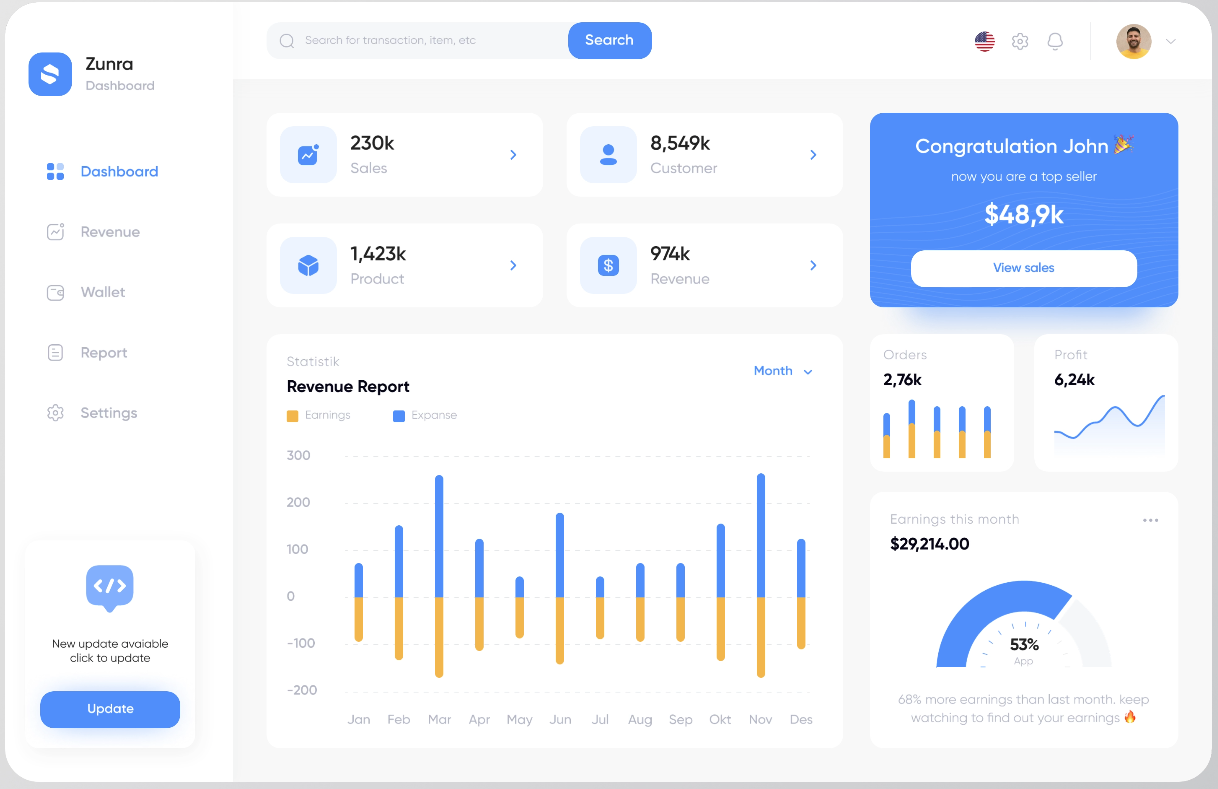 Zunra
Dashboard
Dashboard
Revenue
Wallet
Report
Settings
</>
New update avaiable
click to update
Update
Search for transaction, item, etc
Search
230k
Sales
8,549k
Customer
1,423k
Product
$
974k
Revenue
Congratulation John 🎉
now you are a top seller
$48,9k
View sales
Statistik
Revenue Report
Month
Earnings
Expanse
300
200
100
0
-100
-200
Jan Feb Mar Apr May Jun Jul Aug Sep Okt Nov Des
Orders
2,76k
Profit
6,24k
Earnings this month
$29,214.00
53%
App
68% more earnings than last month. keep
watching to find out your earnings 🔥